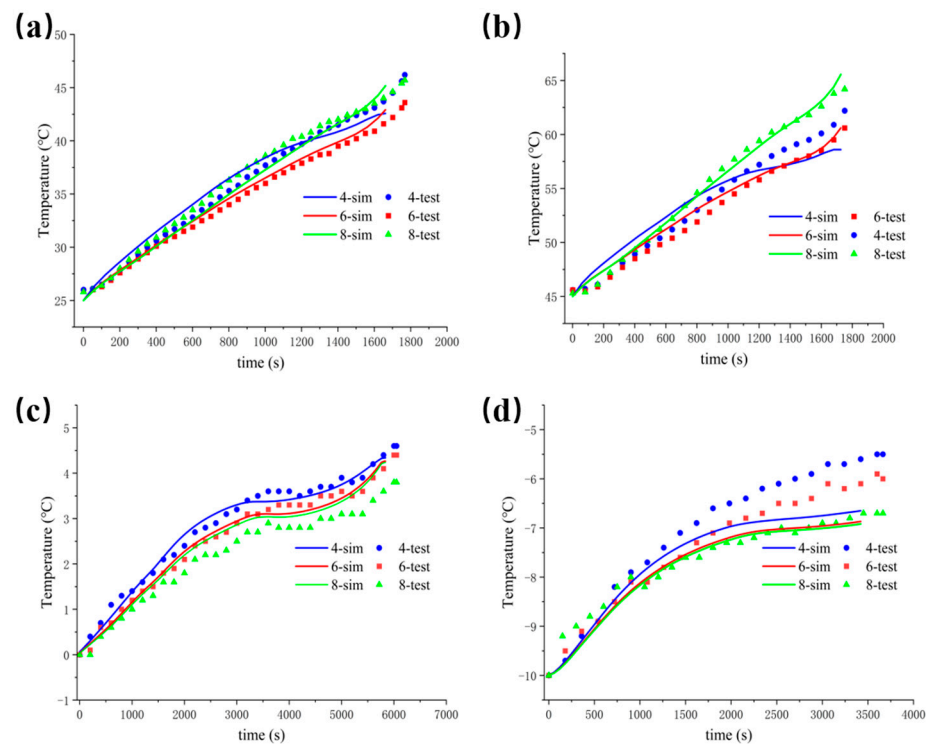 (a)
50
45
40
35
30
25
Temperature (°C)
4-sim 4-test
6-sim 6-test
8-sim 8-test
0 200 400 600 800 1000 1200 1400 1600 1800 2000
time (s)
(b)
65
60
55
50
45
Temperature (°C)
4-sim 6-test
6-sim 4-test
8-sim 8-test
0 200 400 600 800 1000 1200 1400 1600 1800 2000
time (s)
(c)
5
4
3
2
1
0
−1
Temperature (°C)
4-sim 4-test
6-sim 6-test
8-sim 8-test
0 1000 2000 3000 4000 5000 6000 7000
time (s)
(d)
−5
−6
−7
−8
−9
−10
Temperature (°C)
4-sim 4-test
6-sim 6-test
8-sim 8-test
0 500 1000 1500 2000 2500 3000 3500 4000
time (s)